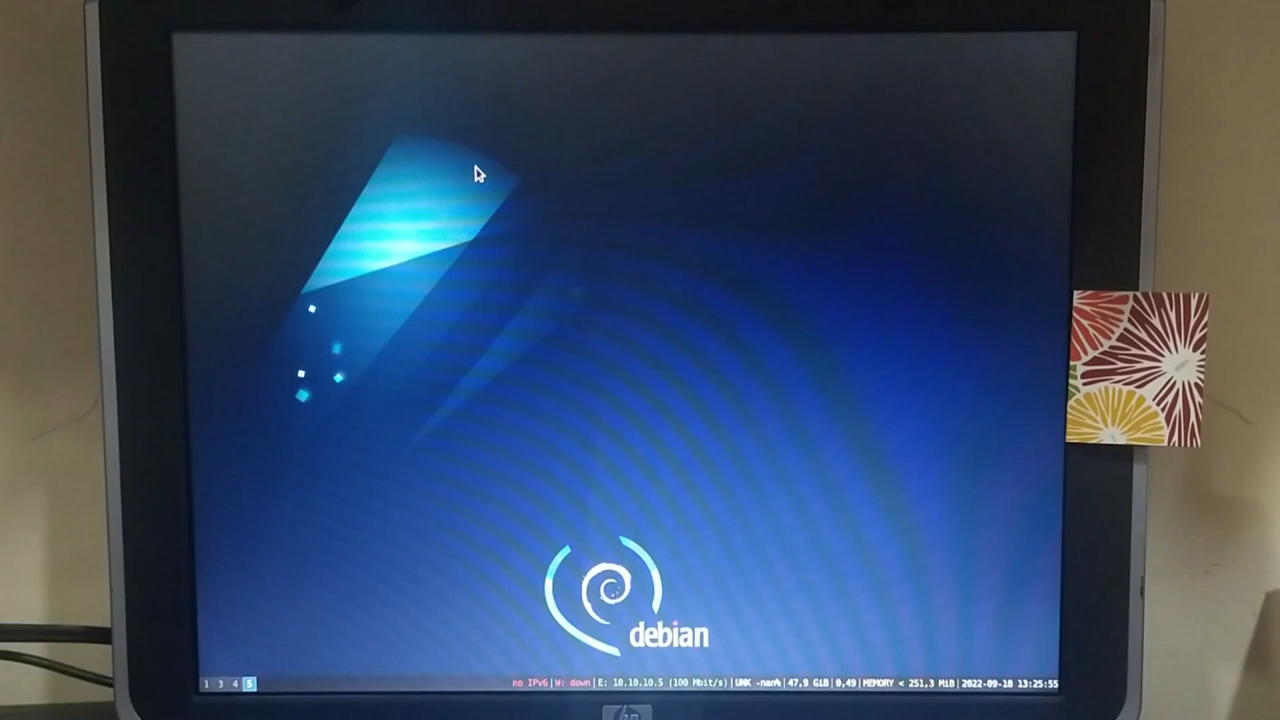 debian
1 3 4 5 no IPv6|W: down|E: 10.10.10.5 (100 Mbit/s)|UNK -nan%|47,9 GiB|0,49|MEMORY < 251,3 MiB|2022-09-18 13:25:55
hp